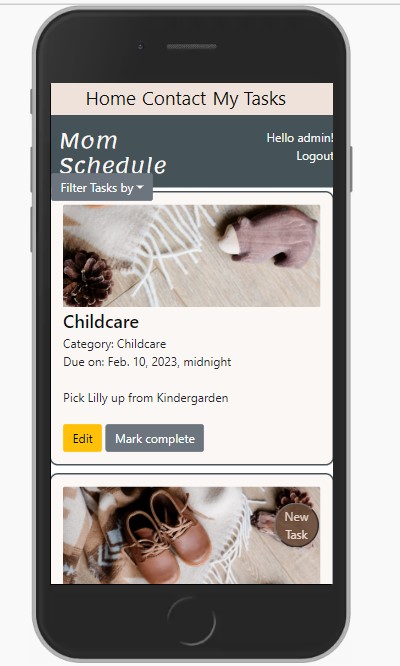 Home Contact My Tasks
Mom
Schedule
Hello admin!
Logout
Filter Tasks by
Childcare
Category: Childcare
Due on: Feb. 10, 2023, midnight
Pick Lilly up from Kindergarden
Edit Mark complete
New
Task